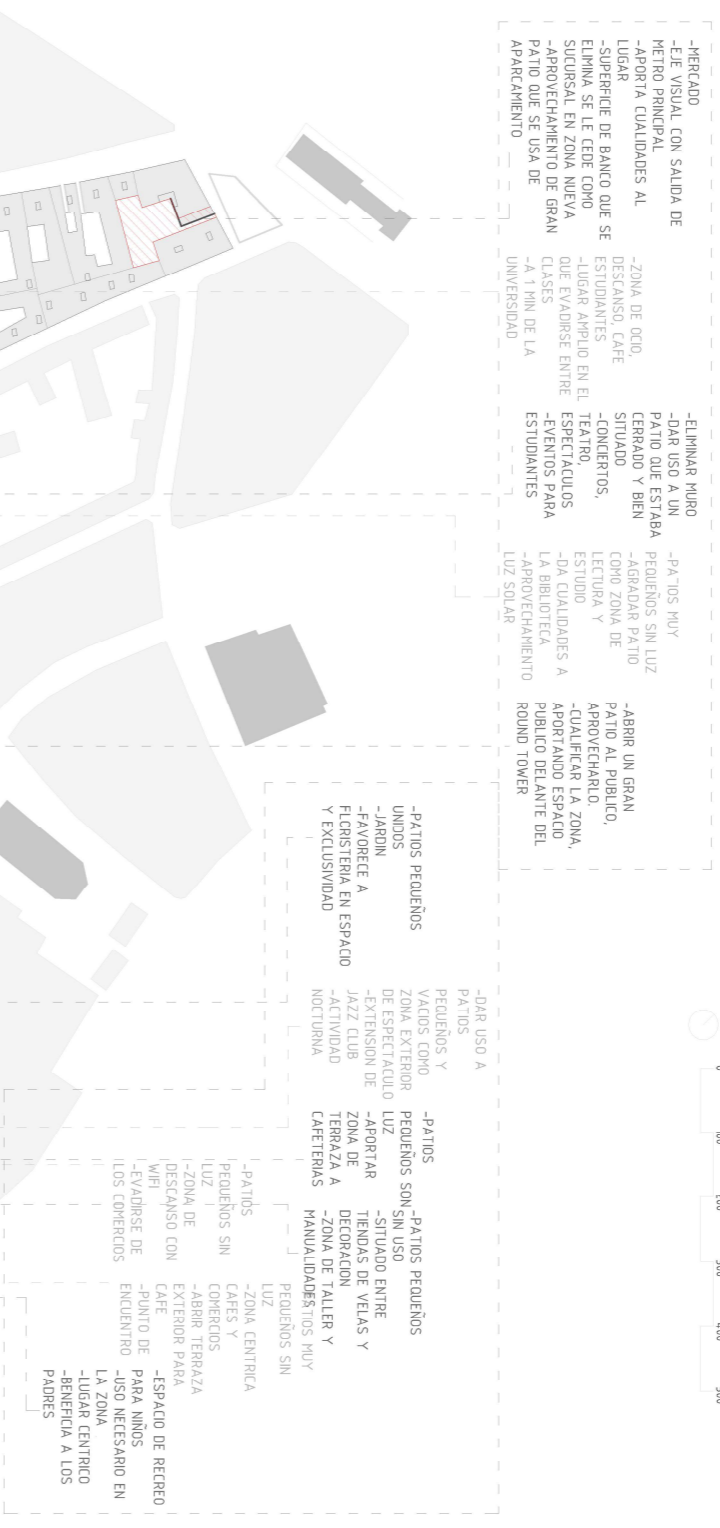 -MERCADO
-EJE VISUAL CON SALIDA DE
METRO PRINCIPAL
-APORTA CUALIDADES AL
LUGAR
-SUPERFICIE DE BANCO QUE SE
ELIMINA SE LE CEDE COMO
SUCURSAL EN ZONA NUEVA
-APROVECHAMIENTO DE GRAN
PATIO QUE SE USA DE
APARCAMIENTO
-ZONA DE OCIO,
DESCANSO, CAFE
ESTUDIANTES
-LUGAR AMPLIO EN EL
QUE EVADIRSE ENTRE
CLASES
-A 1 MIN DE LA
UNIVERSIDAD
-ELIMINAR MURO
-DAR USO A UN
PATIO QUE ESTABA
CERRADO Y BIEN
SITUADO
-CONCIERTOS,
TEATRO,
ESPECTACULOS
-EVENTOS PARA
ESTUDIANTES
-PATIOS MUY
PEQUEÑOS SIN LUZ
-AGRADAR PATIO
COMO ZONA DE
LECTURA Y
ESTUDIO
-DA CUALIDADES A
LA BIBLIOTECA
-APROVECHAMIENTO
LUZ SOLAR
-ABRIR UN GRAN
PATIO AL PUBLICO,
APROVECHARLO,
-CUALIFICAR LA ZONA,
APORTANDO ESPACIO
PUBLICO DELANTE DEL
ROUND TOWER
-PATIOS PEQUEÑOS
UNIDOS
-JARDIN
-FAVORECE A
FLORISTERIA EN ESPACIO
Y EXCLUSIVIDAD
-DAR USO A
PATIOS
PEQUEÑOS Y
VACIOS COMO
ZONA EXTERIOR
DE ESPECTACULO
-EXTENSION DE
JAZZ CLUB
-ACTIVIDAD
NOCTURNA
-PATIOS
PEQUEÑOS SON
LUZ
-APORTAR
ZONA DE
TERRAZA A
CAFETERIAS
-PATIOS PEQUEÑOS
SIN USO
-SITUADO ENTRE
TIENDAS DE VELAS Y
DECORACION
-ZONA DE TALLER Y
MANUALIDADES
-PATIOS
PEQUEÑOS SIN
LUZ
-ZONA DE
DESCANSO CON
WIFI
-EVADIRSE DE
LOS COMERCIOS
MUY
PEQUEÑOS SIN
LUZ
-ZONA CENTRICA
CAFES Y
COMERCIOS
-ABRIR TERRAZA
EXTERIOR PARA
CAFE
-PUNTO DE
ENCUENTRO
-ESPACIO DE RECREO
PARA NIÑOS
-USO NECESARIO EN
LA ZONA
-LUGAR CENTRICO
-BENEFICIA A LOS
PADRES